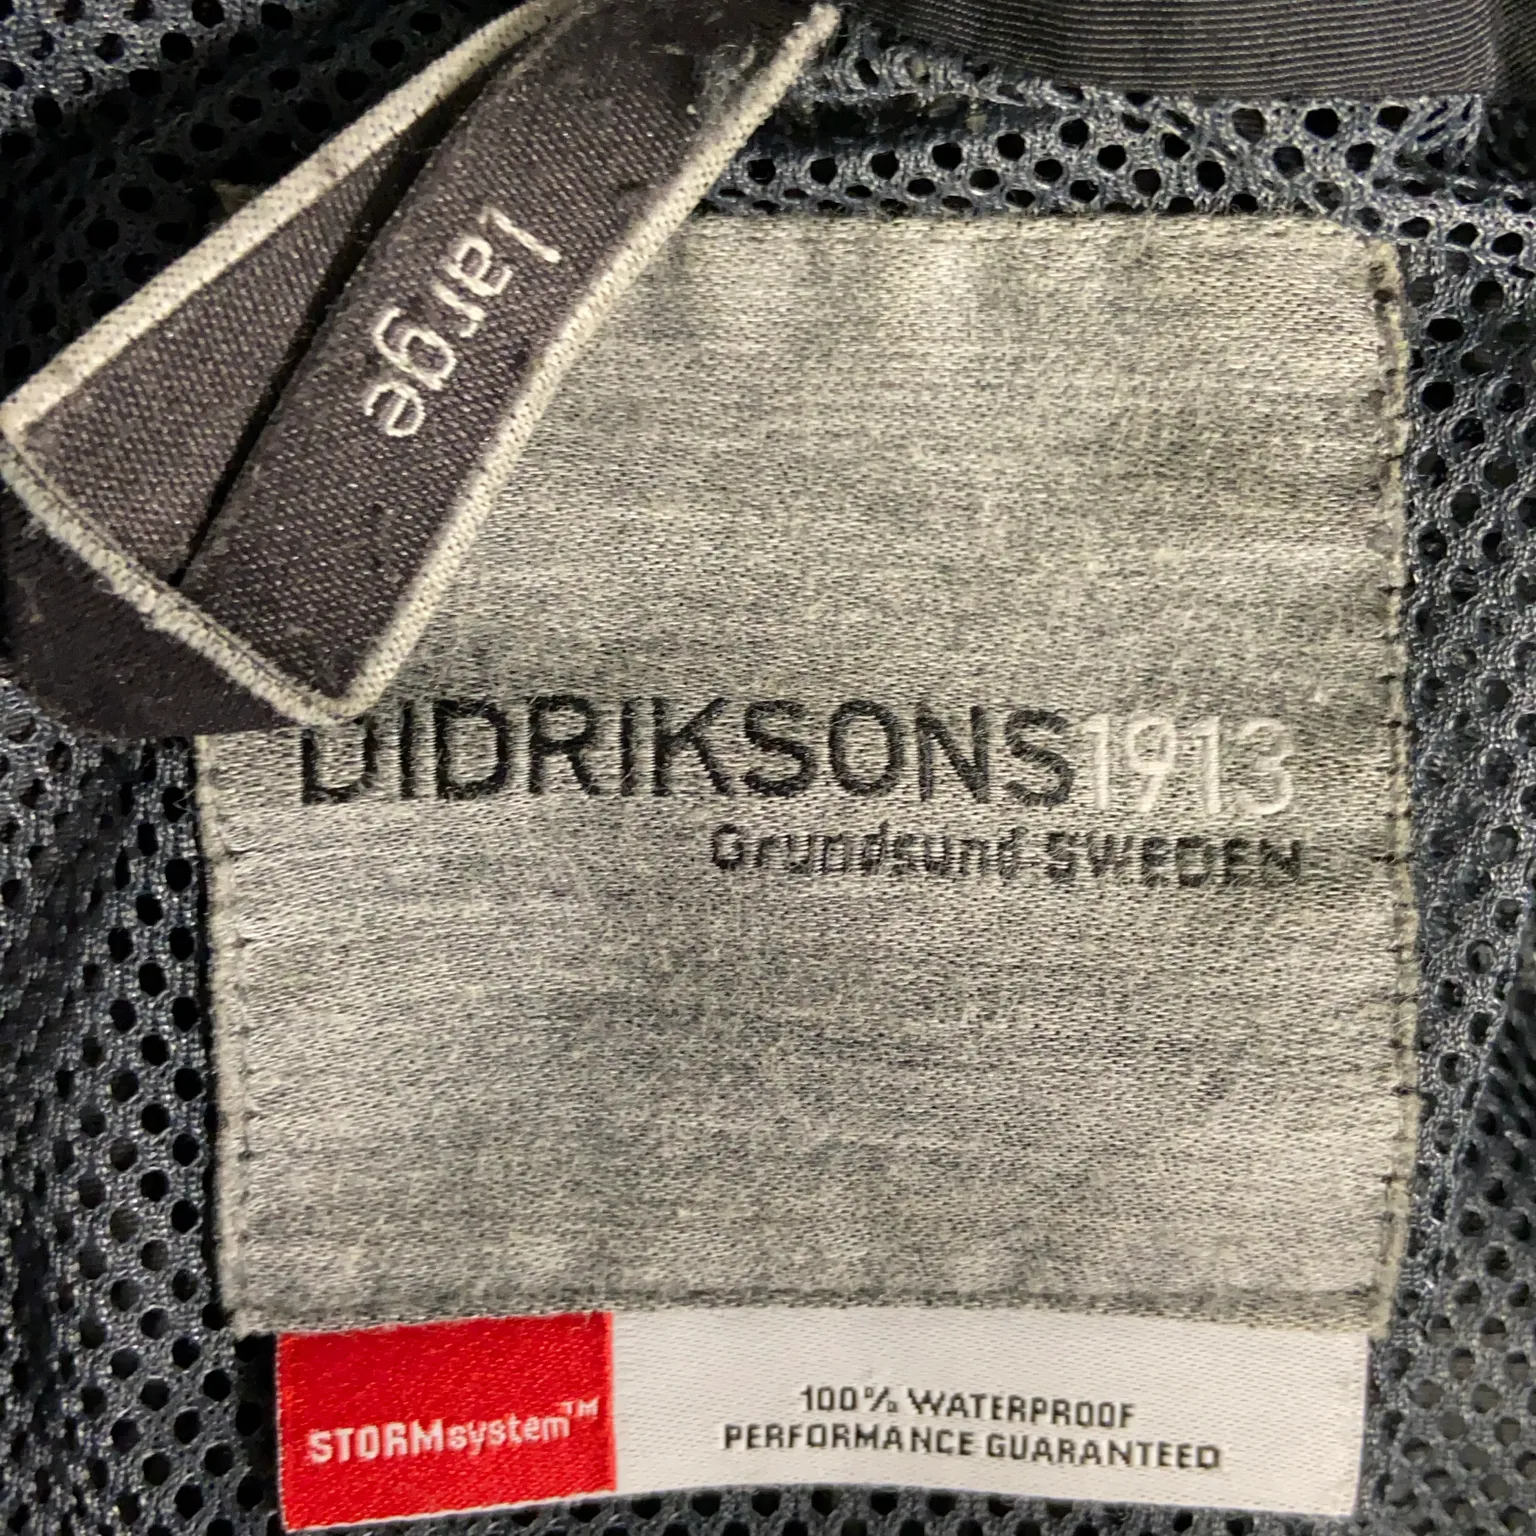 Large
DIDRIKSONS1913
Grundsund-SWEDEN
STORMsystem™
100% WATERPROOF
PERFORMANCE GUARANTEED